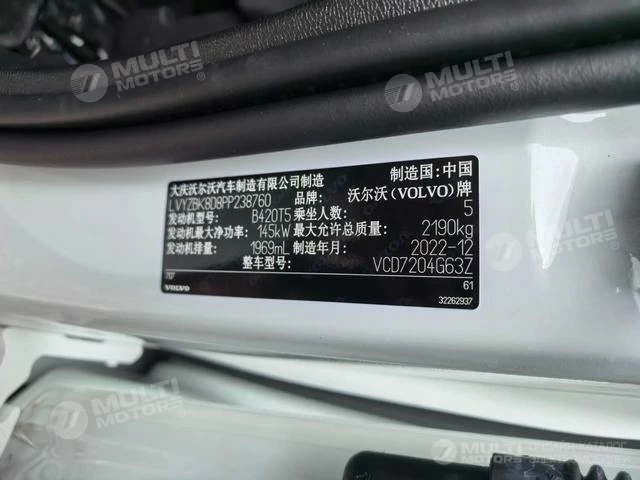 MULTI MOTORS®
MULTI MOTORS®
大庆沃尔沃汽车制造有限公司制造 制造国:中国
LVYZBK8D8PP238760 品牌: 沃尔沃(VOLVO)牌
发动机型号: B420T5 乘坐人数: 5
发动机最大净功率: 145kW 最大允许总质量: 2190kg
发动机排量: 1969mL 制造年月: 2022-12
整车型号: VCD7204G63Z
707 61
VOLVO 32262937
MULTI MOTORS®
MULTI MOTORS
ОНЛАЙН-КАТАЛОГ
ЭЛЕКТРОМОБИЛЕЙ